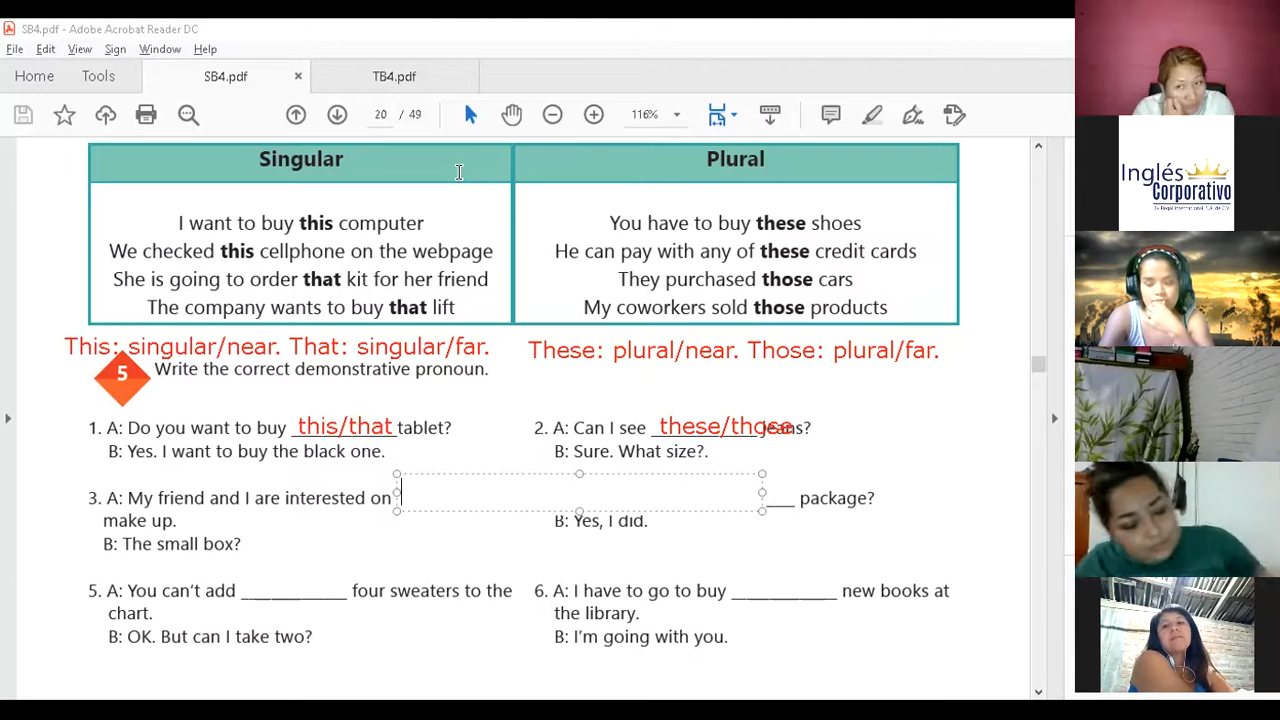 SB4.pdf - Adobe Acrobat Reader DC
File Edit View Sign Window Help
Home Tools SB4.pdf × TB4.pdf
20 / 49 116%
Singular Plural
I want to buy this computer
We checked this cellphone on the webpage
She is going to order that kit for her friend
The company wants to buy that lift
You have to buy these shoes
He can pay with any of these credit cards
They purchased those cars
My coworkers sold those products
This: singular/near. That: singular/far.
These: plural/near. Those: plural/far.
5 Write the correct demonstrative pronoun.
1. A: Do you want to buy this/that tablet?
B: Yes. I want to buy the black one.
2. A: Can I see these/those jeans?
B: Sure. What size?.
3. A: My friend and I are interested on
make up.
B: The small box?
___ package?
B: Yes, I did.
5. A: You can't add ____________ four sweaters to the
chart.
B: OK. But can I take two?
6. A: I have to go to buy ____________ new books at
the library.
B: I'm going with you.
Inglés
Corporativo